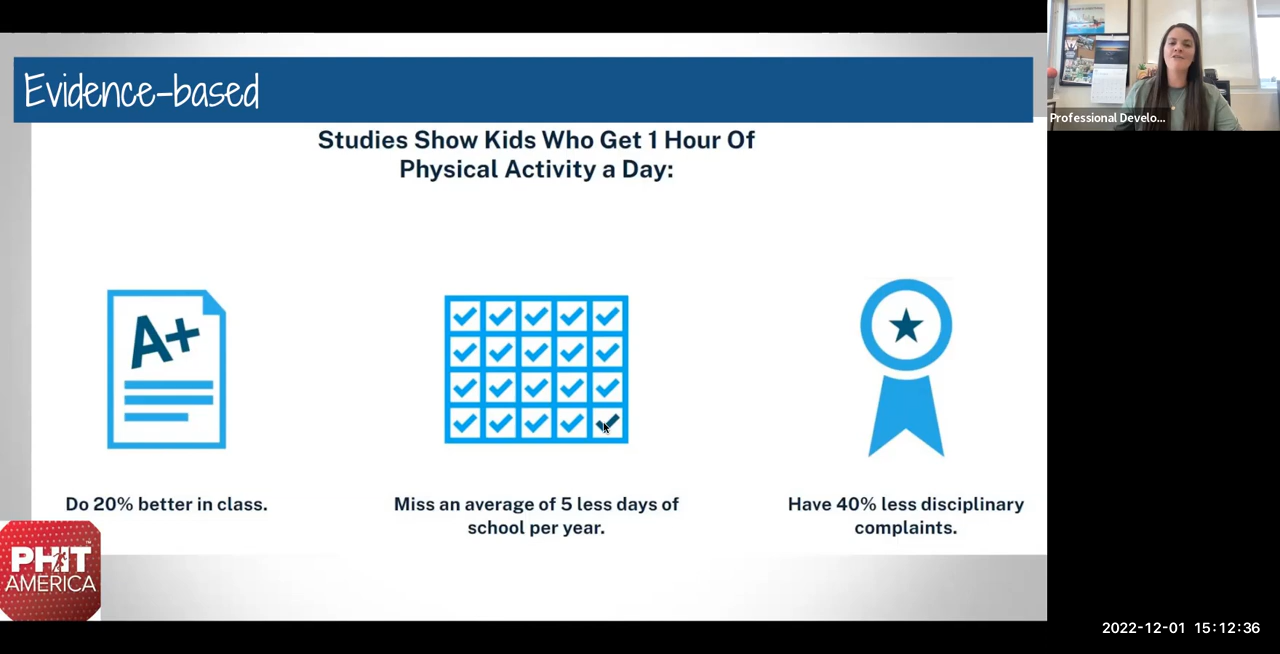 Evidence-based
Studies Show Kids Who Get 1 Hour Of
Physical Activity a Day:
A+
Do 20% better in class.
Miss an average of 5 less days of
school per year.
Have 40% less disciplinary
complaints.
PHIT
AMERICA
Professional Develo...
2022-12-01 15:12:36